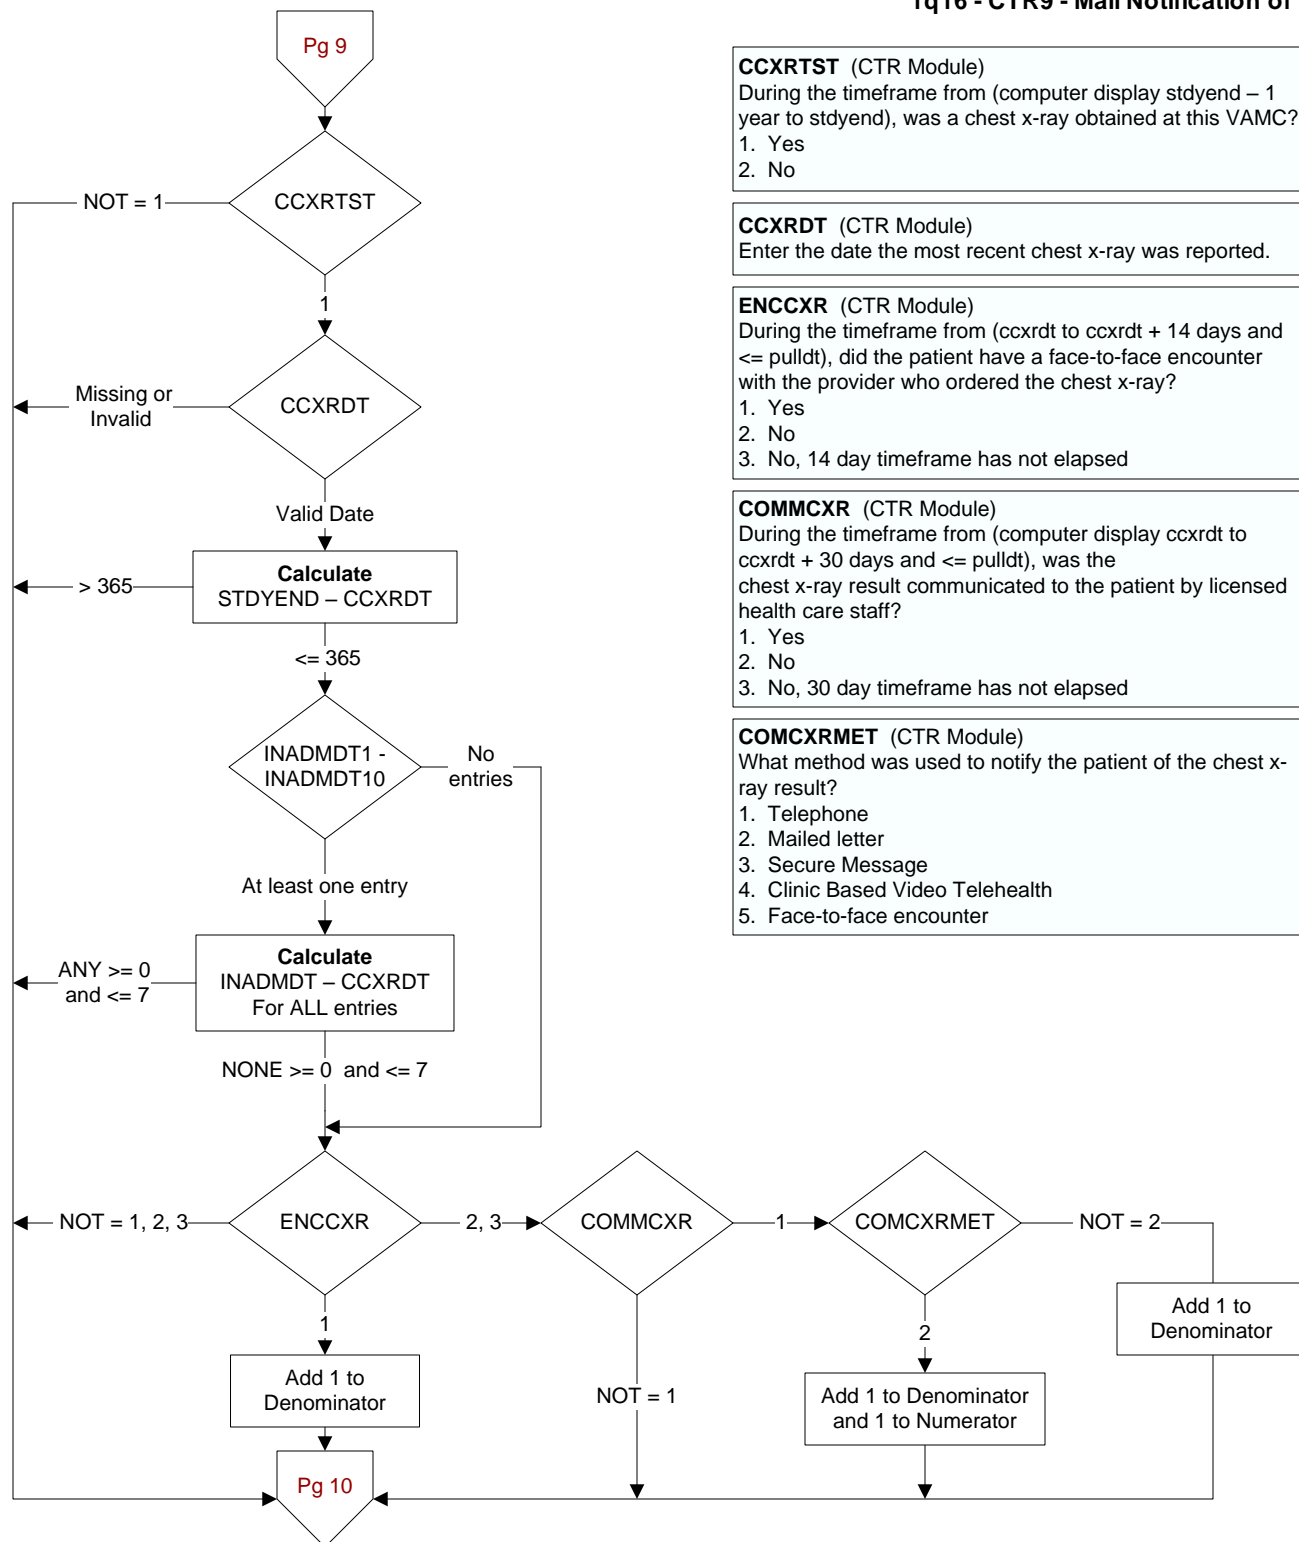 1q16 - CTR9 - Mail Notification of
Pg 9
CCXRTST (CTR Module)
During the timeframe from (computer display stdyend – 1
year to stdyend), was a chest x-ray obtained at this VAMC?
1. Yes
2. No
CCXRDT (CTR Module)
Enter the date the most recent chest x-ray was reported.
ENCCXR (CTR Module)
During the timeframe from (ccxrdt to ccxrdt + 14 days and
<= pulldt), did the patient have a face-to-face encounter
with the provider who ordered the chest x-ray?
1. Yes
2. No
3. No, 14 day timeframe has not elapsed
COMMCXR (CTR Module)
During the timeframe from (computer display ccxrdt to
ccxrdt + 30 days and <= pulldt), was the
chest x-ray result communicated to the patient by licensed
health care staff?
1. Yes
2. No
3. No, 30 day timeframe has not elapsed
COMCXRMET (CTR Module)
What method was used to notify the patient of the chest x-
ray result?
1. Telephone
2. Mailed letter
3. Secure Message
4. Clinic Based Video Telehealth
5. Face-to-face encounter
NOT = 1
CCXRTST
1
Missing or
Invalid
CCXRDT
Valid Date
> 365
Calculate
STDYEND – CCXRDT
<= 365
INADMDT1 -
INADMDT10
No
entries
At least one entry
ANY >= 0
and <= 7
Calculate
INADMDT – CCXRDT
For ALL entries
NONE >= 0 and <= 7
NOT = 1, 2, 3
ENCCXR
2, 3
COMMCXR
1
COMCXRMET
NOT = 2
1
Add 1 to
Denominator
NOT = 1
2
Add 1 to Denominator
and 1 to Numerator
Add 1 to
Denominator
Pg 10